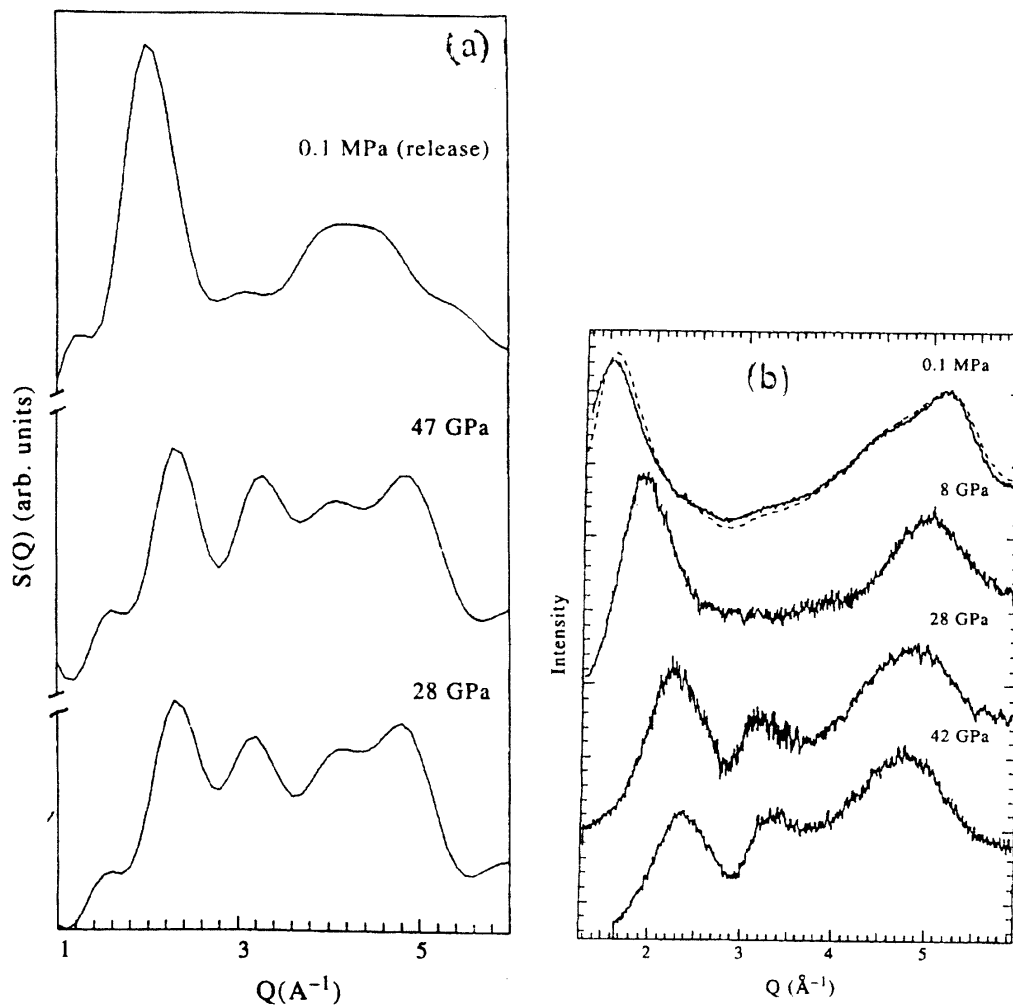 (a)
0.1 MPa (release)
47 GPa
28 GPa
S(Q) (arb. units)
1
3
5
Q(A⁻¹)
(b)
0.1 MPa
8 GPa
28 GPa
42 GPa
Intensity
2
3
4
5
Q (Å⁻¹)